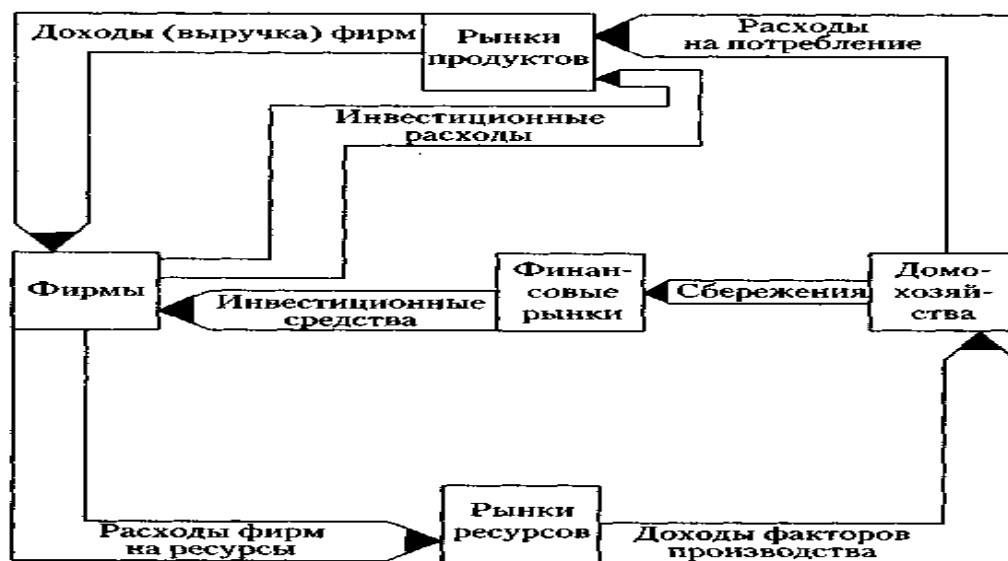 Доходы (выручка) фирм
Рынки
продуктов
Расходы
на потребление
Инвестиционные
расходы
Фирмы
Инвестиционные
средства
Финан-
совые
рынки
Сбережения
Домо-
хозяй-
ства
Расходы фирм
на ресурсы
Рынки
ресурсов
Доходы факторов
производства